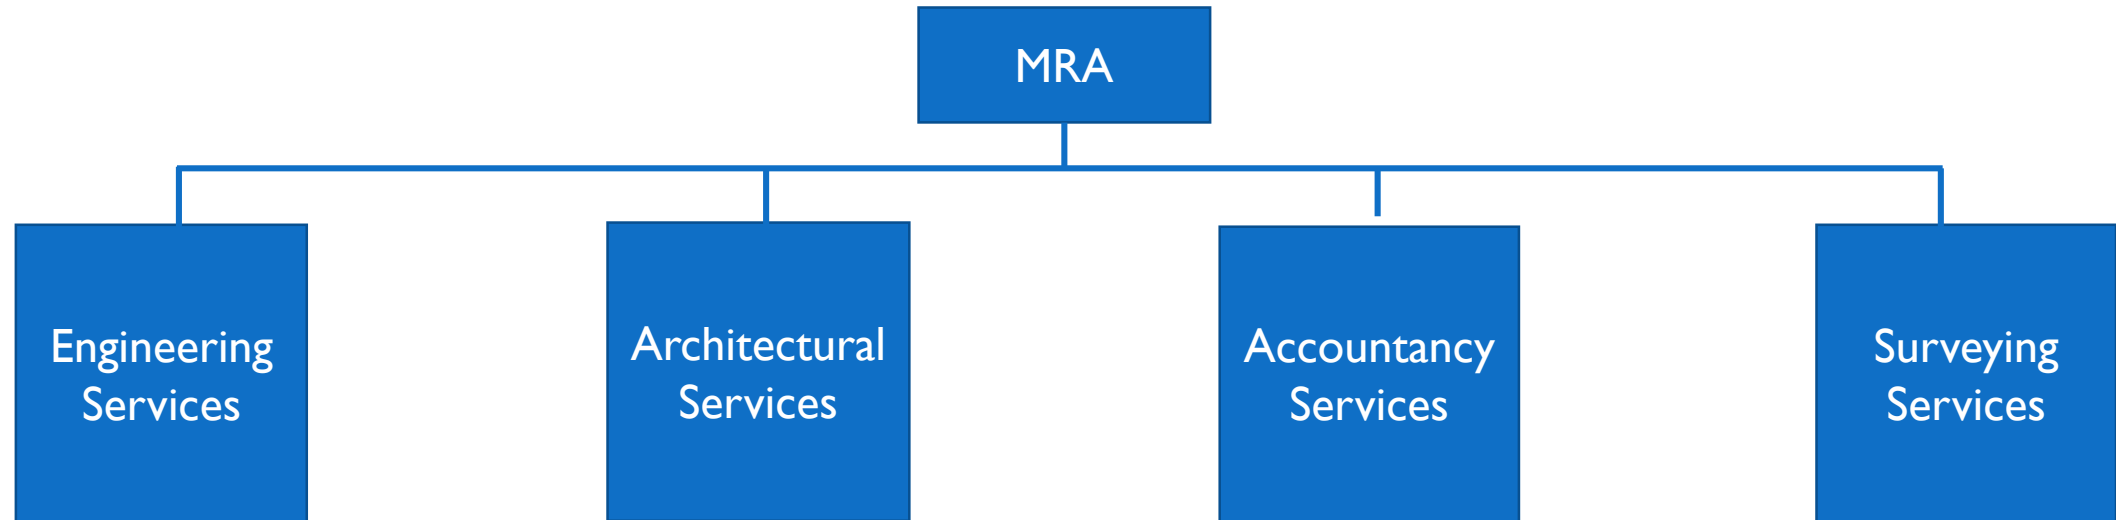 MRA
Engineering
Services
Architectural
Services
Accountancy
Services
Surveying
Services